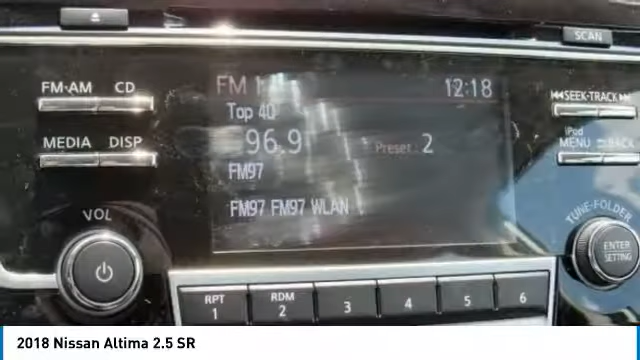 SCAN
FM·AM CD
FM 1
12:18
SEEK·TRACK
Top 40
96.9
Preset: 2
iPod
MEDIA DISP
MENU BACK
FM97
FM97 FM97 WLAN
VOL
TUNE·FOLDER
ENTER
SETTING
RPT
1
RDM
2
3
4
5
6
2018 Nissan Altima 2.5 SR